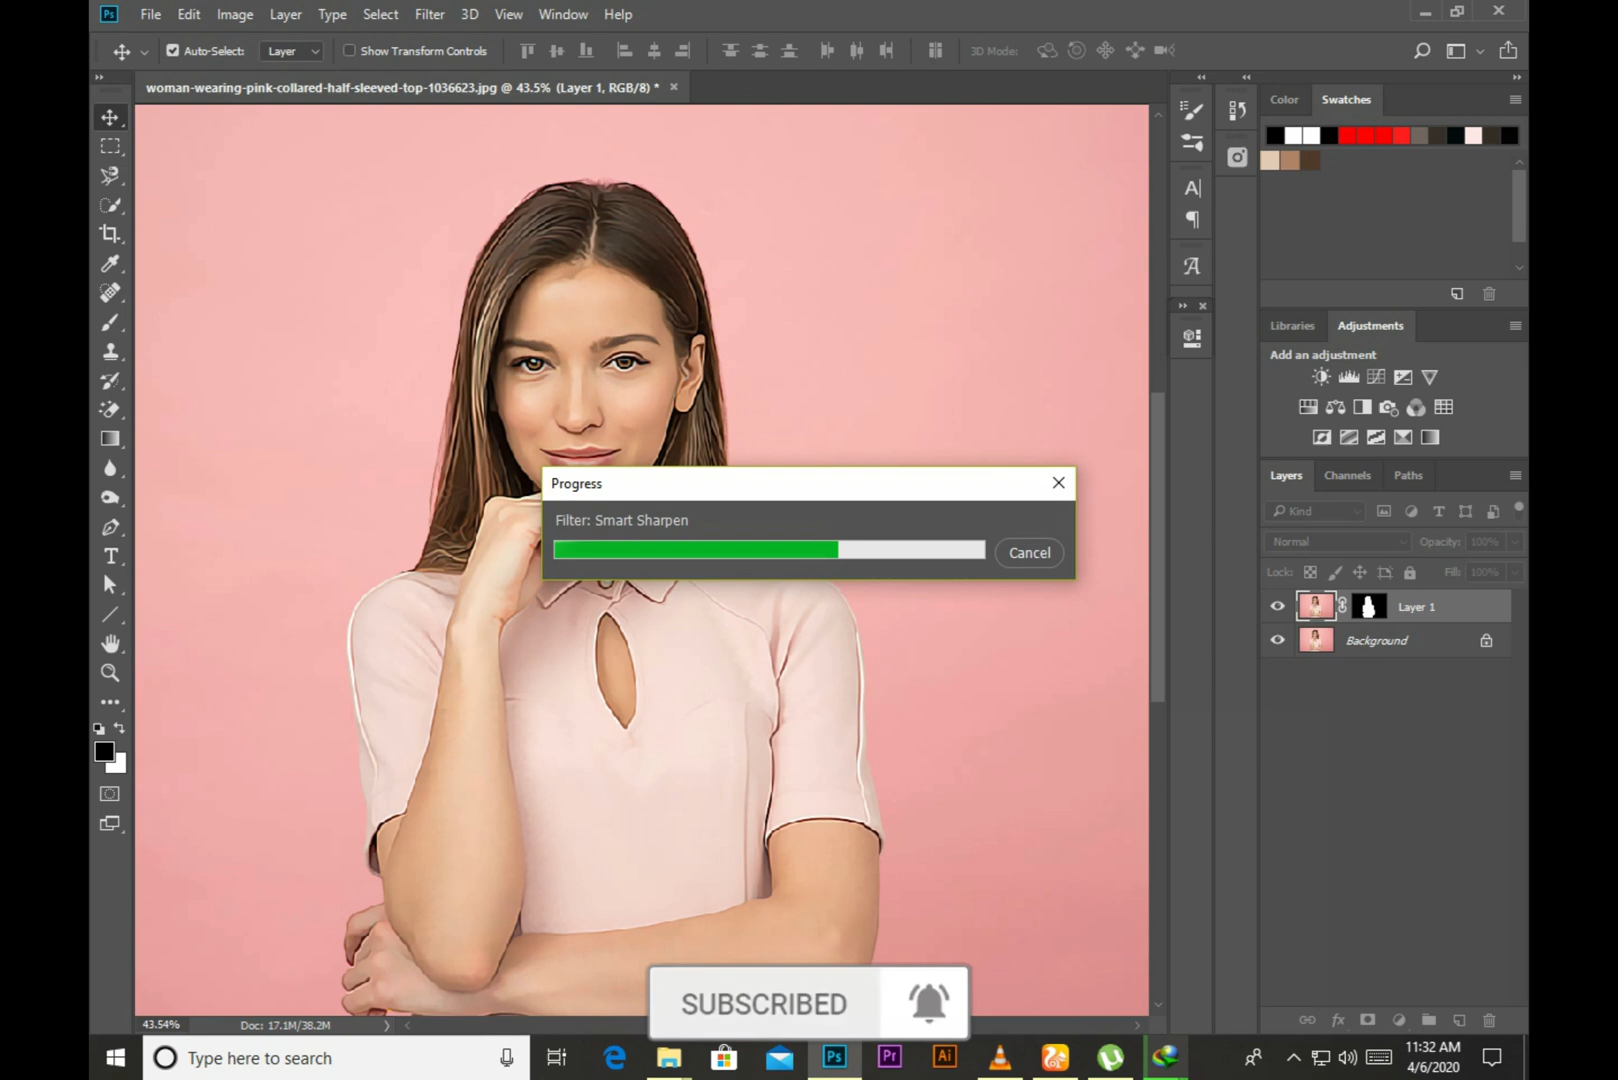 Ps File Edit Image Layer Type Select Filter 3D View Window Help
Auto-Select: Layer Show Transform Controls 3D Mode:
woman-wearing-pink-collared-half-sleeved-top-1036623.jpg @ 43.5% (Layer 1, RGB/8) *
Color Swatches
Libraries Adjustments
Add an adjustment
Layers Channels Paths
Kind
Normal Opacity: 100%
Lock: Fill: 100%
Layer 1
Background
Progress
Filter: Smart Sharpen
Cancel
SUBSCRIBED
43.54% Doc: 17.1M/38.2M
Type here to search
Ps Pr Ai
11:32 AM
4/6/2020